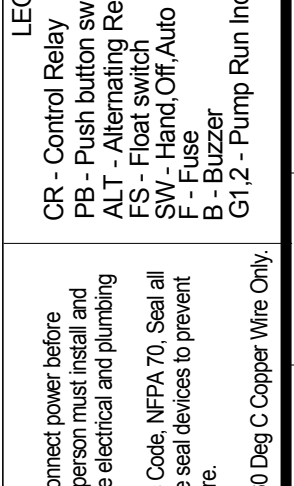 LEG
CR - Control Relay
PB - Push button sw
ALT - Alternating Re
FS - Float switch
SW - Hand,Off,Auto
F - Fuse
B - Buzzer
G1,2 - Pump Run Ind
onnect power before
person must install and
e electrical and plumbing
Code, NFPA 70, Seal all
e seal devices to prevent
re.
0 Deg C Copper Wire Only.